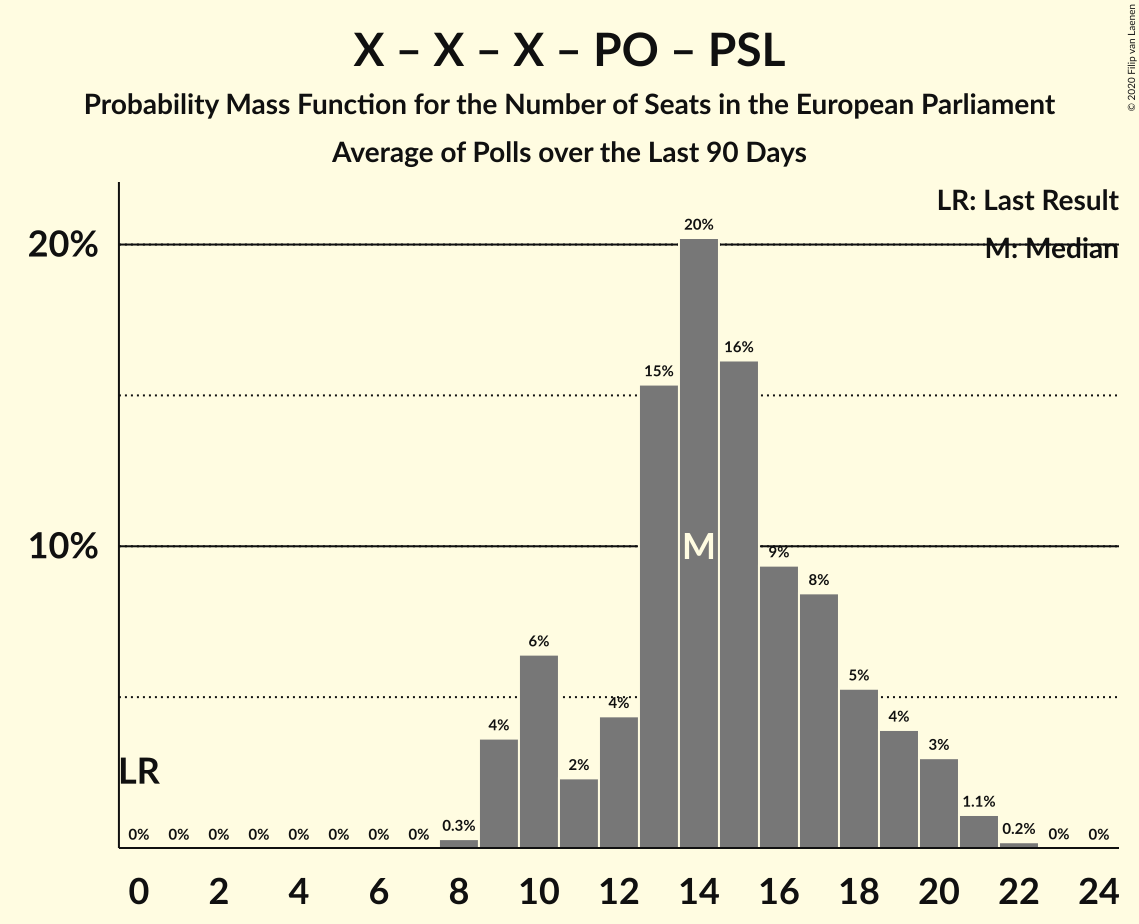 X – X – X – PO – PSL
Probability Mass Function for the Number of Seats in the European Parliament
Average of Polls over the Last 90 Days
© 2020 Filip van Laenen
LR: Last Result
M: Median
20%
10%
0% 0% 0% 0% 0% 0% 0% 0% 0.3% 4% 6% 2% 4% 15% 20% 16% 9% 8% 5% 4% 3% 1.1% 0.2% 0% 0%
M
LR
0 2 4 6 8 10 12 14 16 18 20 22 24